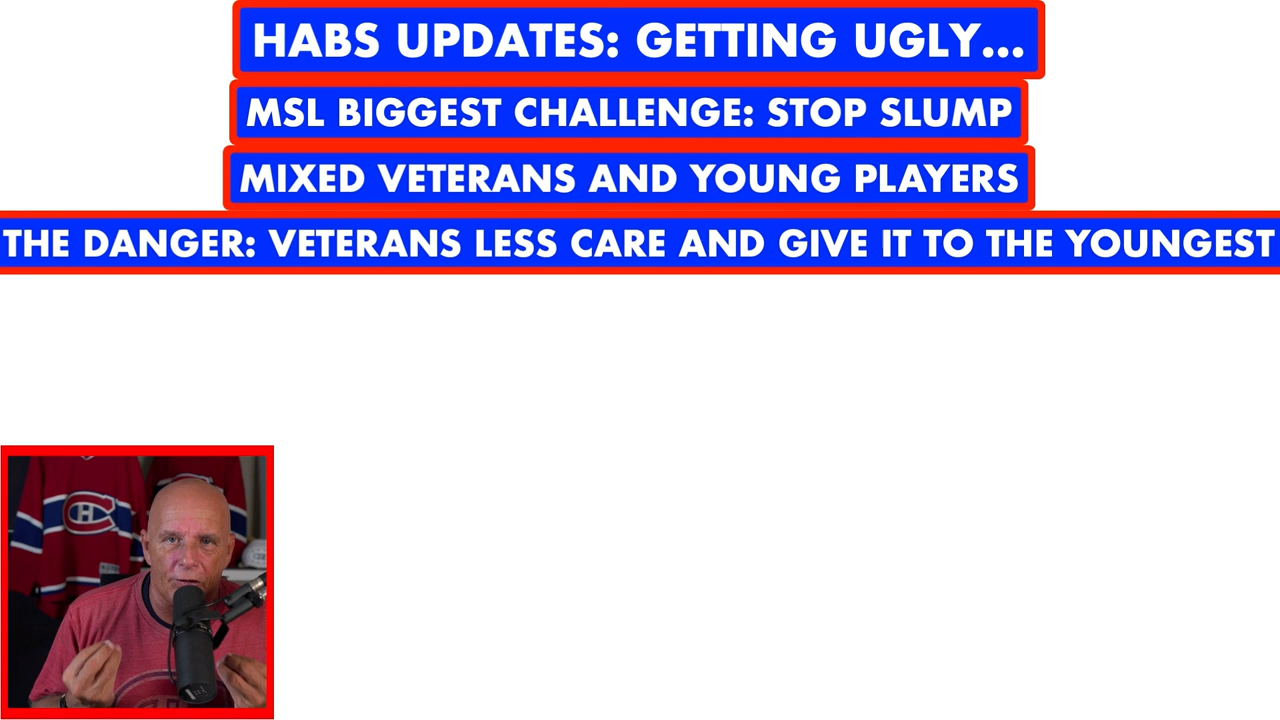 HABS UPDATES: GETTING UGLY...
MSL BIGGEST CHALLENGE: STOP SLUMP
MIXED VETERANS AND YOUNG PLAYERS
THE DANGER: VETERANS LESS CARE AND GIVE IT TO THE YOUNGEST